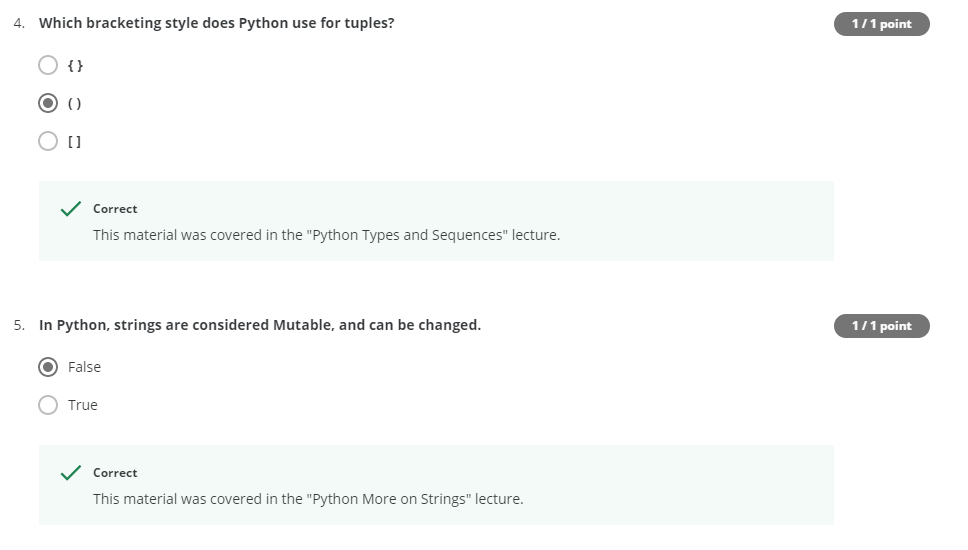 4. Which bracketing style does Python use for tuples?
1 / 1 point
{ }
( )
[ ]
Correct
This material was covered in the "Python Types and Sequences" lecture.
5. In Python, strings are considered Mutable, and can be changed.
1 / 1 point
False
True
Correct
This material was covered in the "Python More on Strings" lecture.